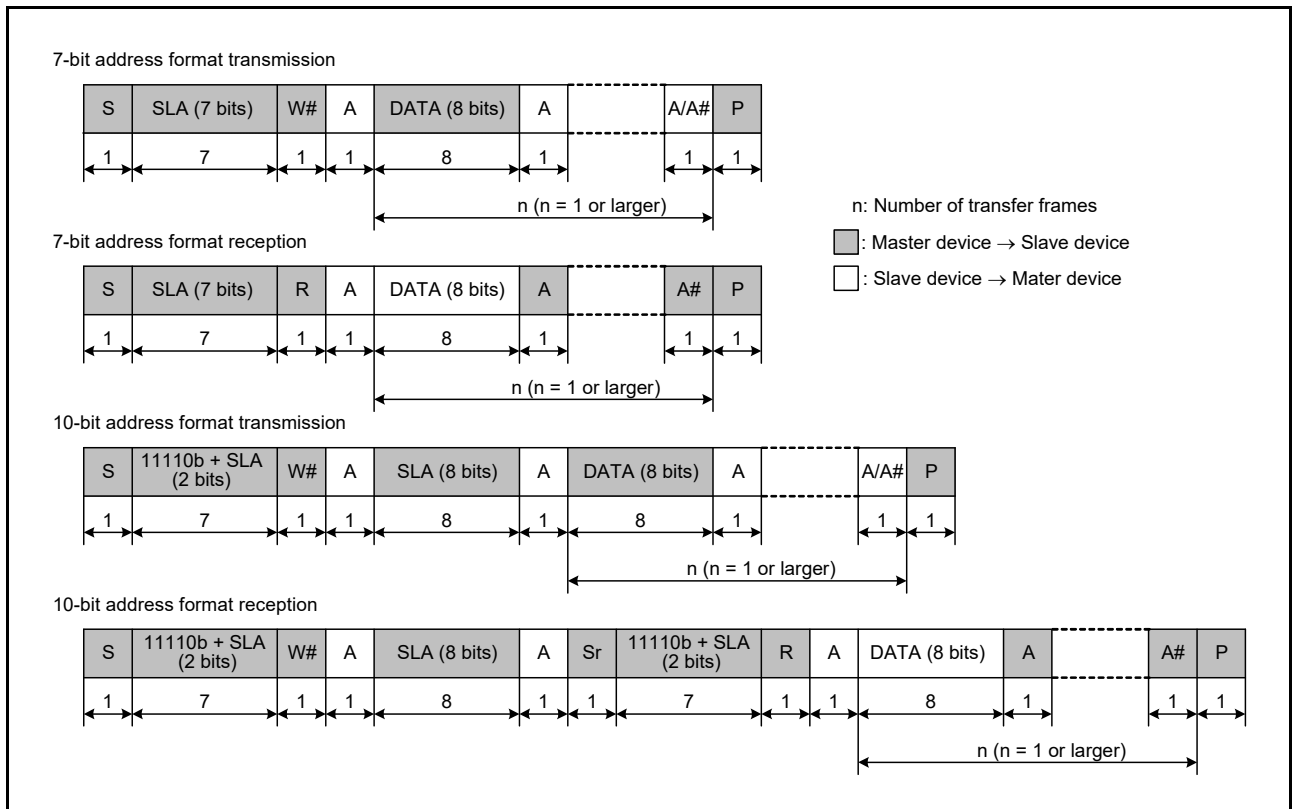 7-bit address format transmission
S SLA (7 bits) W# A DATA (8 bits) A A/A# P
1 7 1 1 8 1 1 1
n (n = 1 or larger)
n: Number of transfer frames
: Master device → Slave device
: Slave device → Mater device
7-bit address format reception
S SLA (7 bits) R A DATA (8 bits) A A# P
1 7 1 1 8 1 1 1
n (n = 1 or larger)
10-bit address format transmission
S 11110b + SLA (2 bits) W# A SLA (8 bits) A DATA (8 bits) A A/A# P
1 7 1 1 8 1 8 1 1 1
n (n = 1 or larger)
10-bit address format reception
S 11110b + SLA (2 bits) W# A SLA (8 bits) A Sr 11110b + SLA (2 bits) R A DATA (8 bits) A A# P
1 7 1 1 8 1 1 7 1 1 8 1 1 1
n (n = 1 or larger)